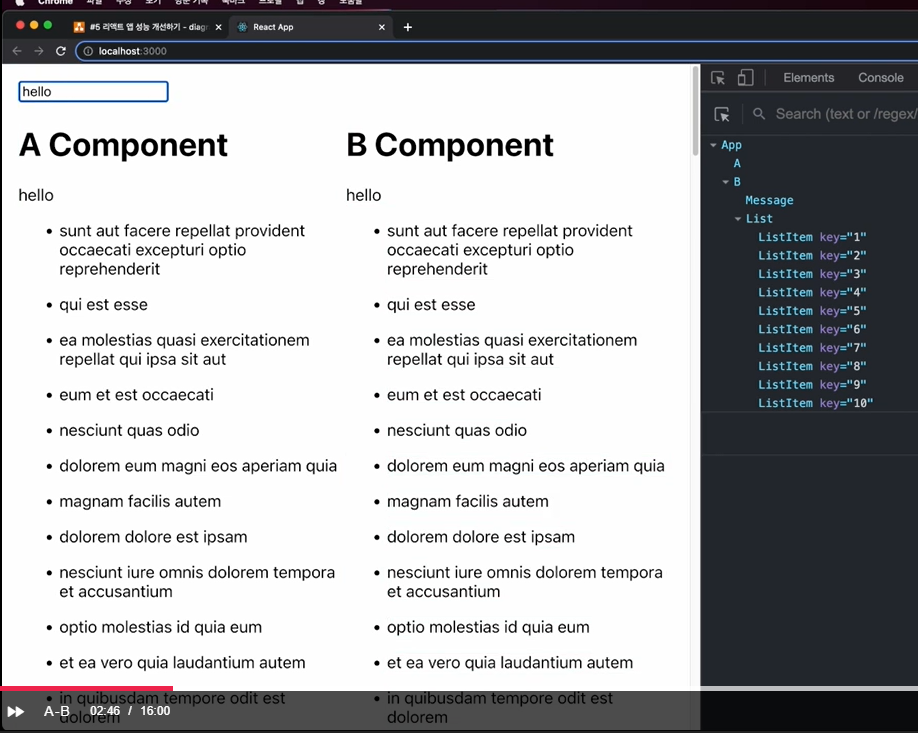 Chrome
#5 리액트 앱 성능 개선하기 - diagr
React App
localhost:3000
hello
Elements
Console
Search (text or /regex/
A Component
B Component
hello
hello
• sunt aut facere repellat provident occaecati excepturi optio reprehenderit
• qui est esse
• ea molestias quasi exercitationem repellat qui ipsa sit aut
• eum et est occaecati
• nesciunt quas odio
• dolorem eum magni eos aperiam quia
• magnam facilis autem
• dolorem dolore est ipsam
• nesciunt iure omnis dolorem tempora et accusantium
• optio molestias id quia eum
• et ea vero quia laudantium autem
• in quibusdam tempore odit est dolorem
• sunt aut facere repellat provident occaecati excepturi optio reprehenderit
• qui est esse
• ea molestias quasi exercitationem repellat qui ipsa sit aut
• eum et est occaecati
• nesciunt quas odio
• dolorem eum magni eos aperiam quia
• magnam facilis autem
• dolorem dolore est ipsam
• nesciunt iure omnis dolorem tempora et accusantium
• optio molestias id quia eum
• et ea vero quia laudantium autem
• in quibusdam tempore odit est dolorem
App
A
B
Message
List
ListItem key="1"
ListItem key="2"
ListItem key="3"
ListItem key="4"
ListItem key="5"
ListItem key="6"
ListItem key="7"
ListItem key="8"
ListItem key="9"
ListItem key="10"
A-B
02:46 / 16:00